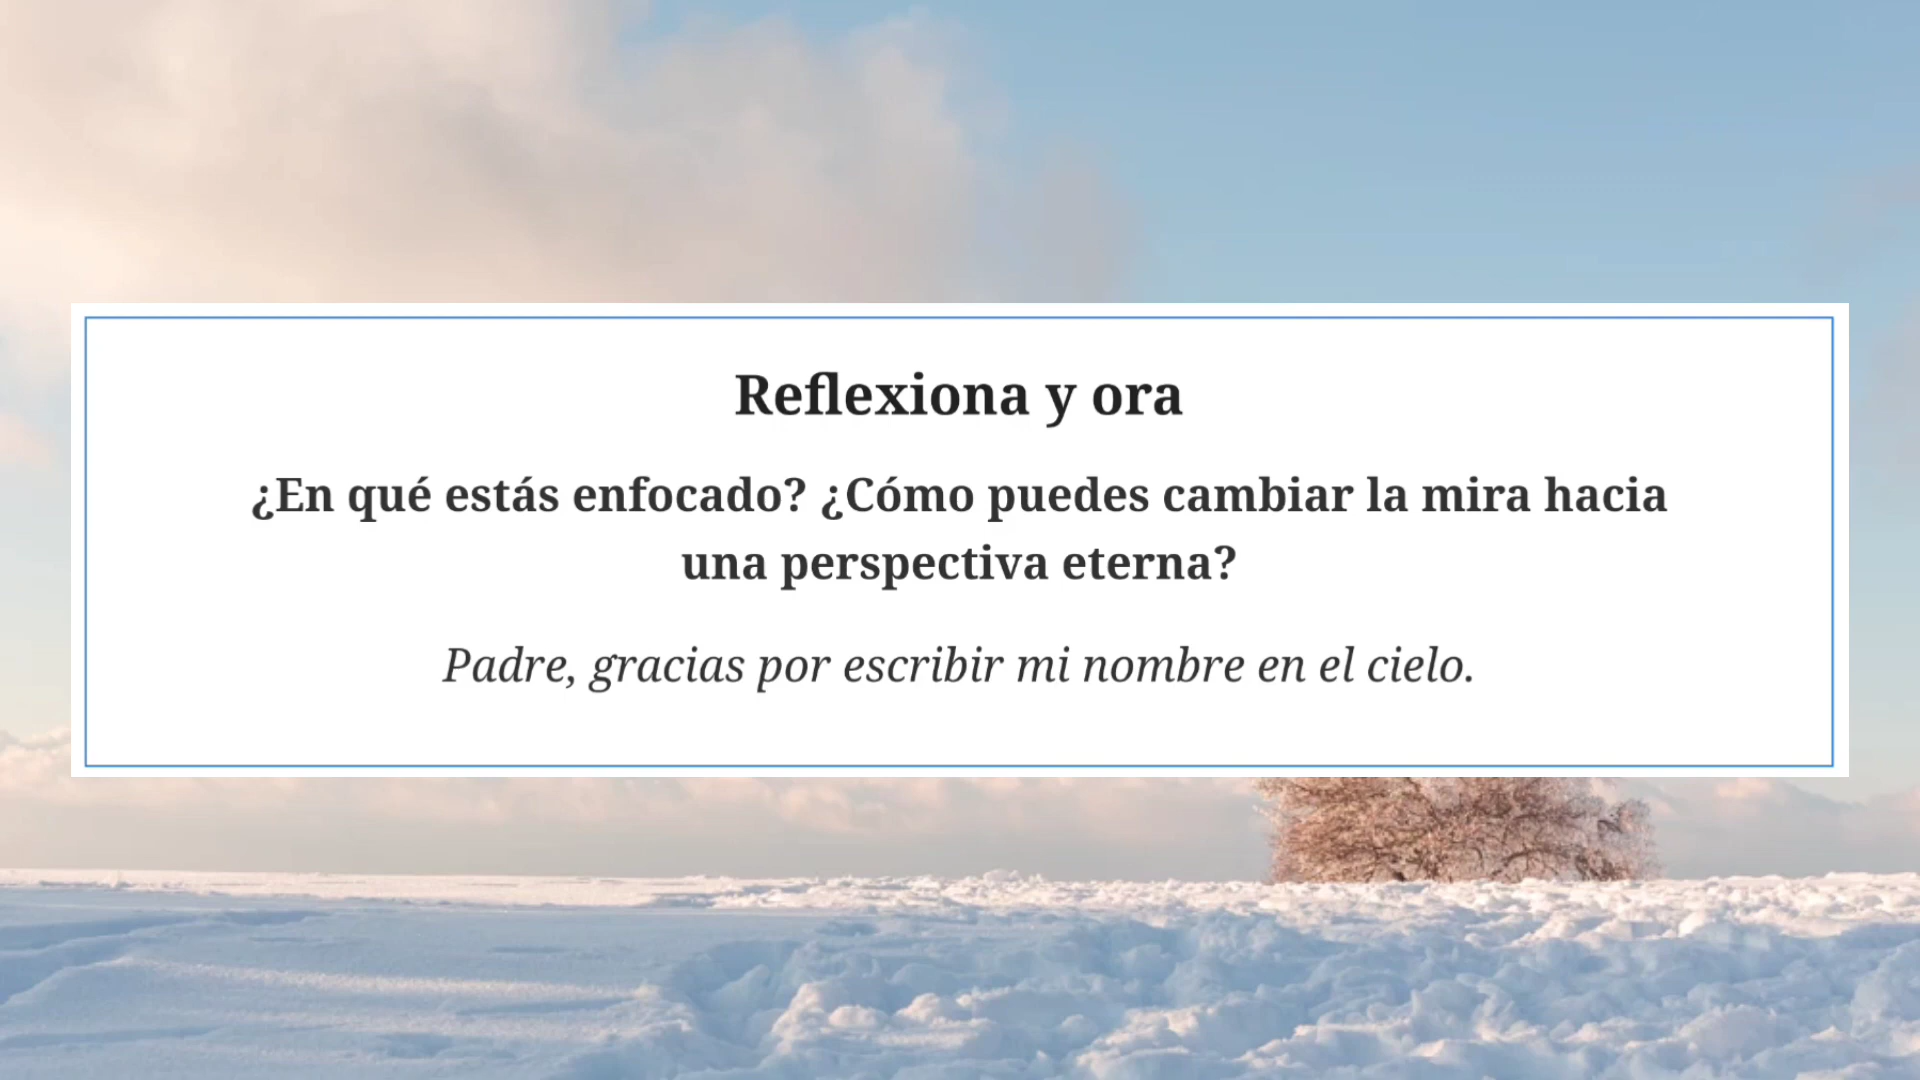 Reflexiona y ora
¿En qué estás enfocado? ¿Cómo puedes cambiar la mira hacia
una perspectiva eterna?
Padre, gracias por escribir mi nombre en el cielo.